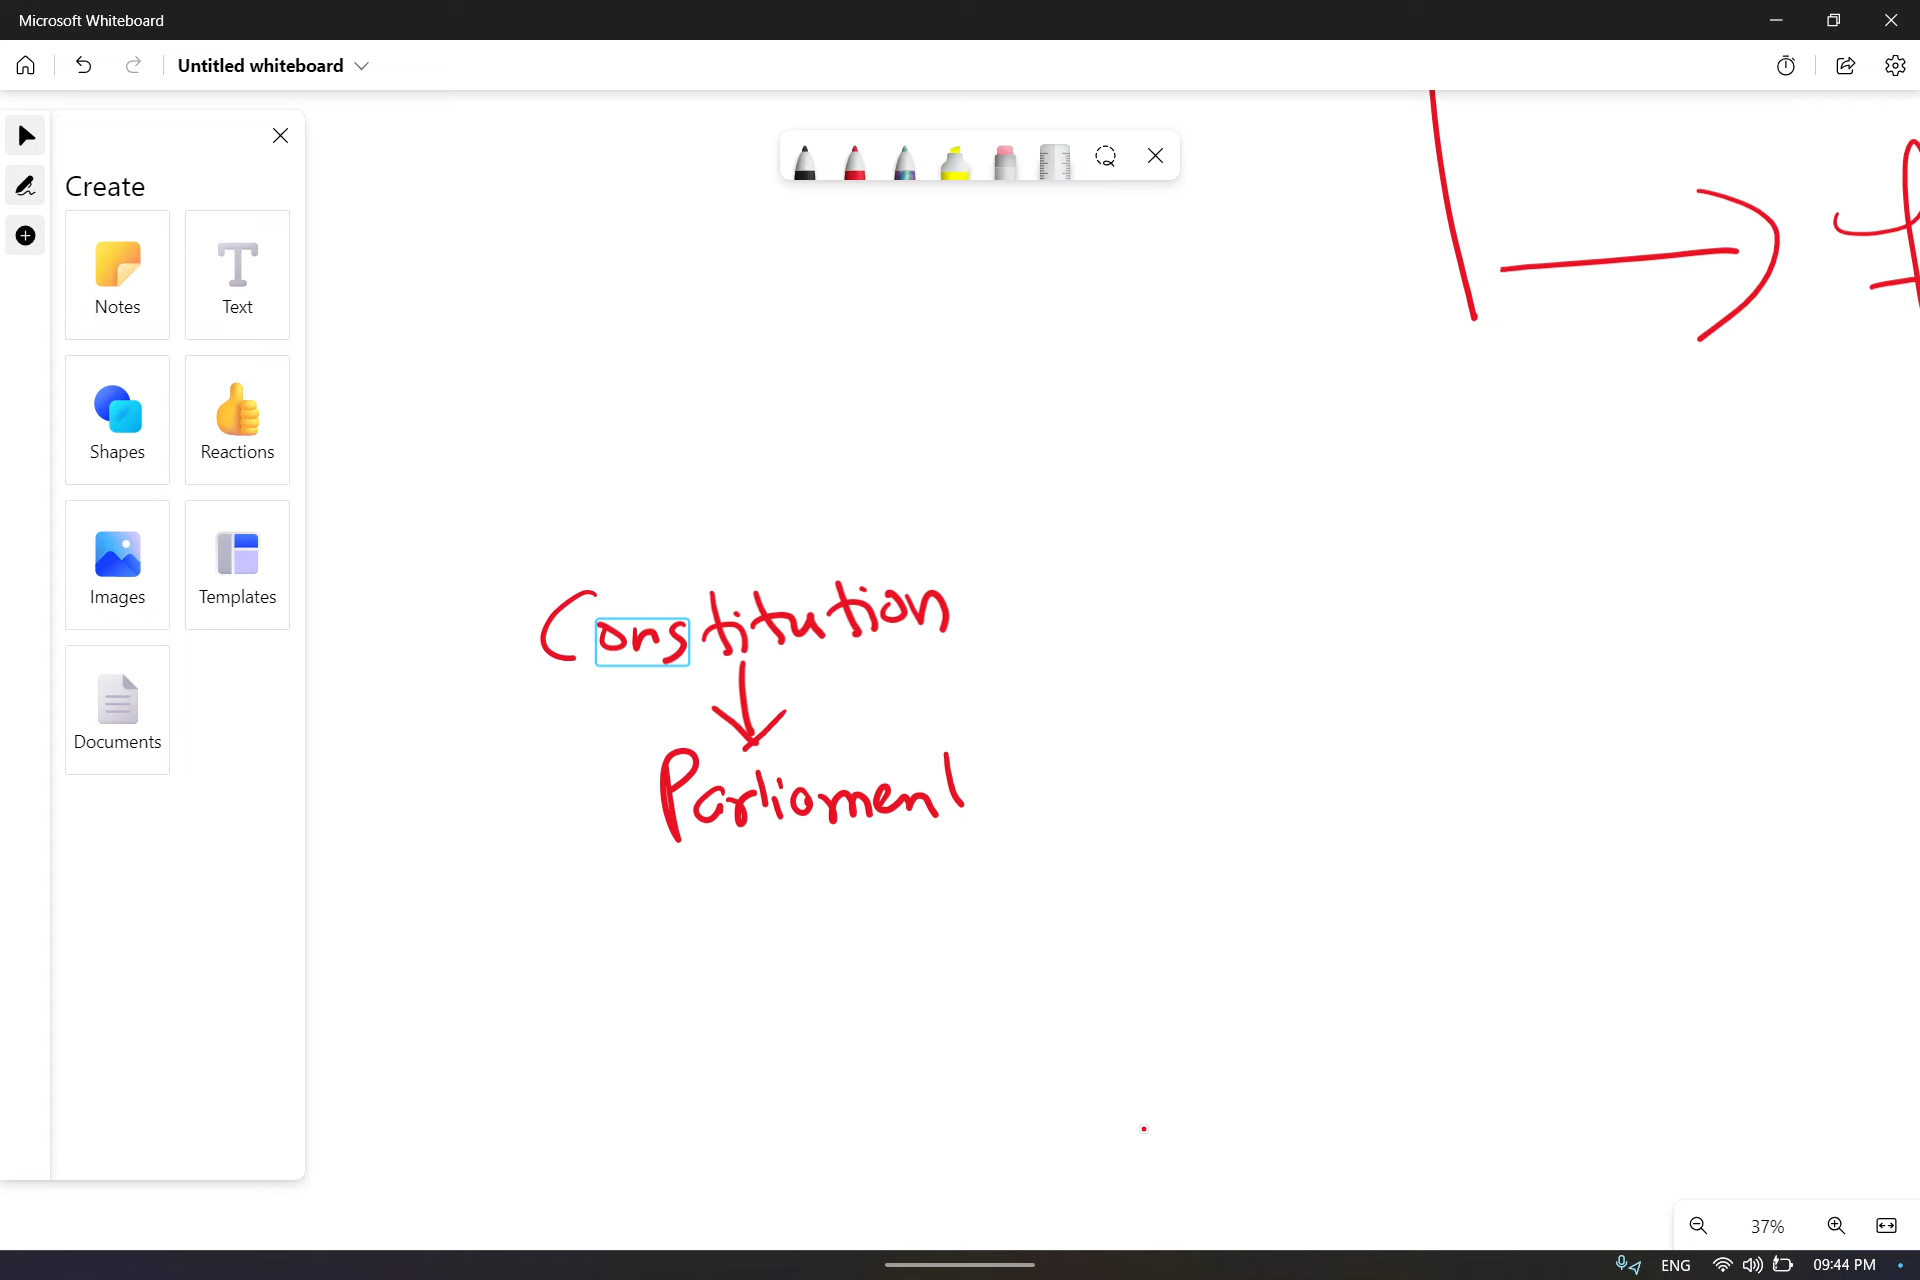 Microsoft Whiteboard
Untitled whiteboard
Create
Notes
Text
Shapes
Reactions
Images
Templates
Documents
Constitution
Parliament
37%
ENG
09:44 PM